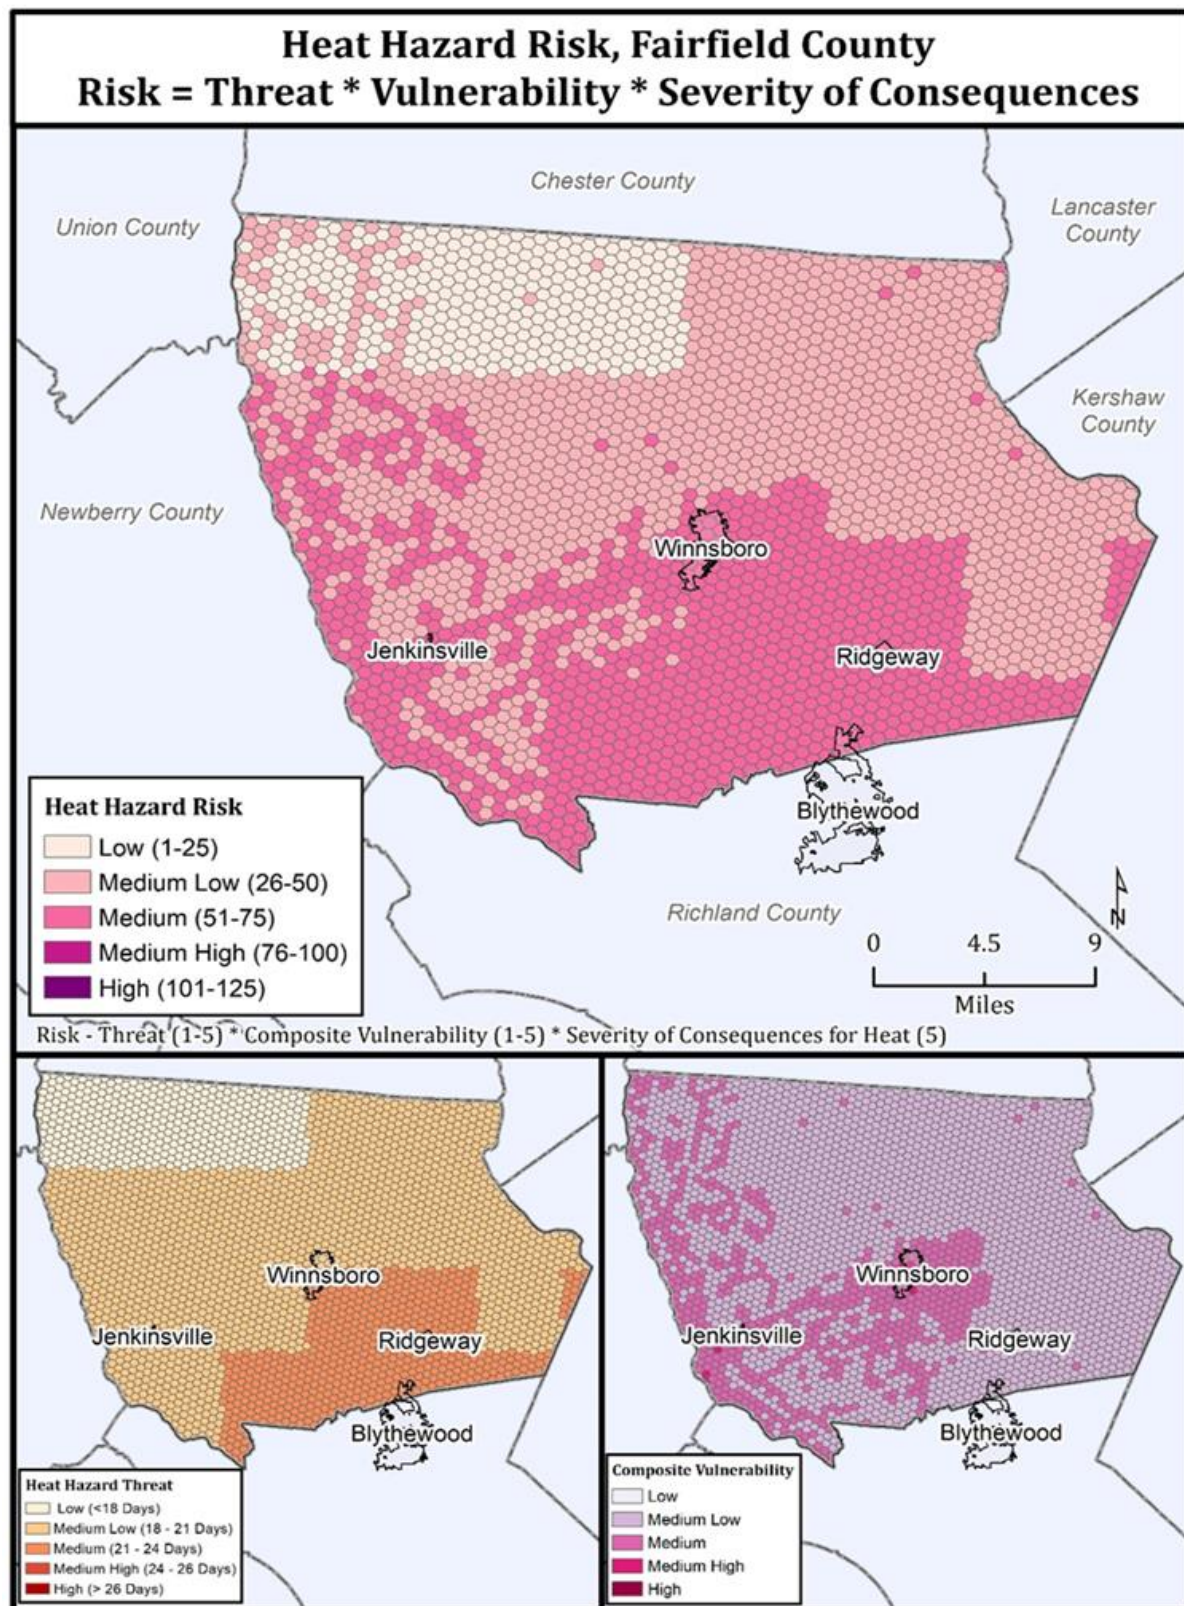 Heat Hazard Risk, Fairfield County
Risk = Threat * Vulnerability * Severity of Consequences
Chester County
Union County
Lancaster
County
Kershaw
County
Newberry County
Winnsboro
Jenkinsville
Ridgeway
Blythewood
Richland County
Heat Hazard Risk
Low (1-25)
Medium Low (26-50)
Medium (51-75)
Medium High (76-100)
High (101-125)
N
0 4.5 9
Miles
Risk - Threat (1-5) * Composite Vulnerability (1-5) * Severity of Consequences for Heat (5)
Winnsboro
Jenkinsville
Ridgeway
Blythewood
Heat Hazard Threat
Low (<18 Days)
Medium Low (18 - 21 Days)
Medium (21 - 24 Days)
Medium High (24 - 26 Days)
High (> 26 Days)
Winnsboro
Jenkinsville
Ridgeway
Blythewood
Composite Vulnerability
Low
Medium Low
Medium
Medium High
High